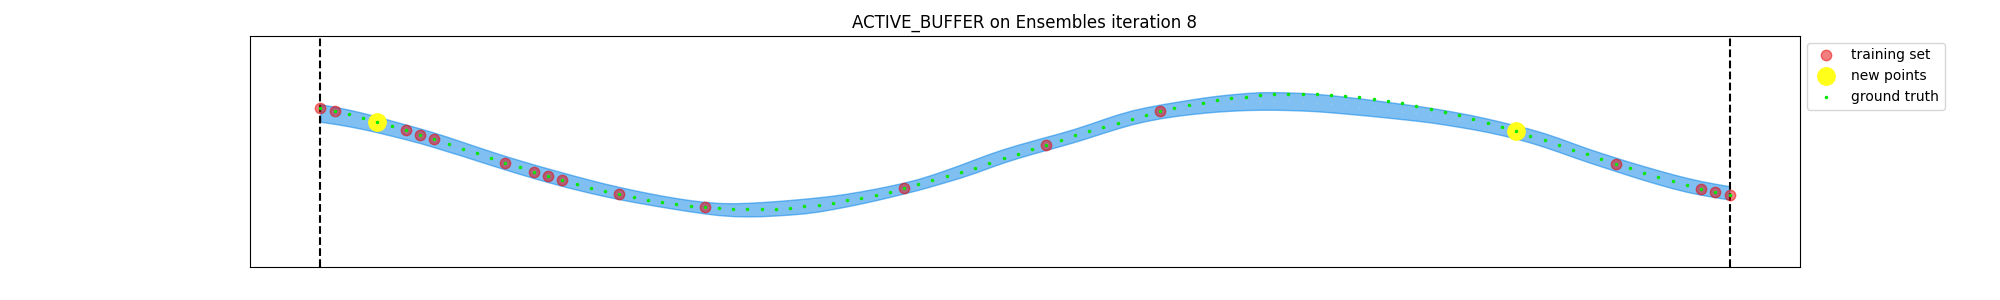 ACTIVE_BUFFER on Ensembles iteration 8
training set
new points
ground truth